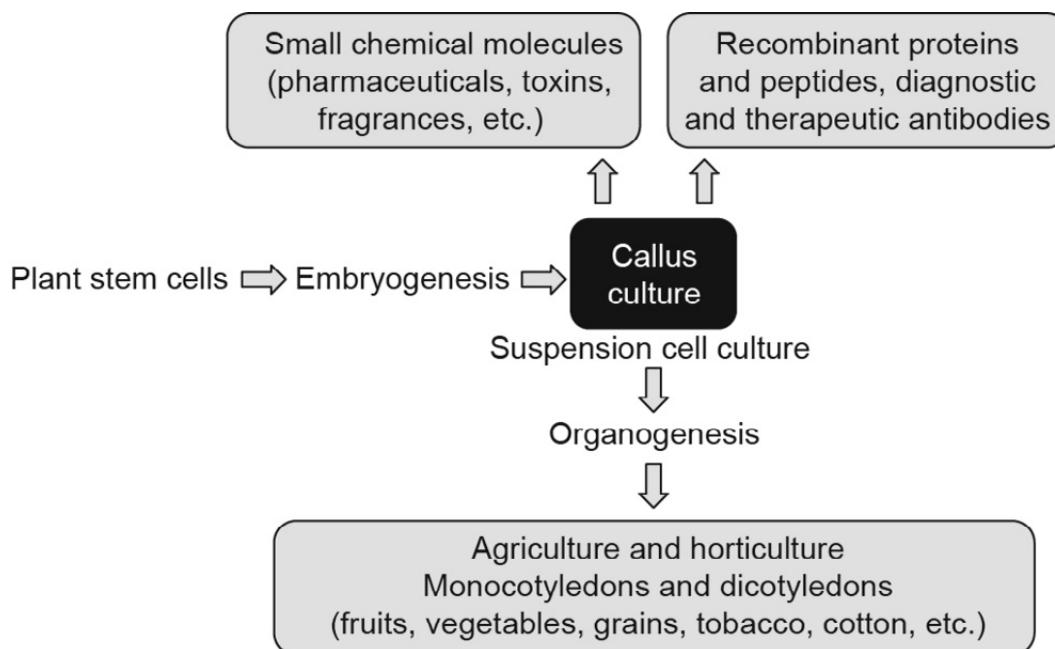 Small chemical molecules
(pharmaceuticals, toxins,
fragrances, etc.)
Recombinant proteins
and peptides, diagnostic
and therapeutic antibodies
Plant stem cells
Embryogenesis
Callus
culture
Suspension cell culture
Organogenesis
Agriculture and horticulture
Monocotyledons and dicotyledons
(fruits, vegetables, grains, tobacco, cotton, etc.)